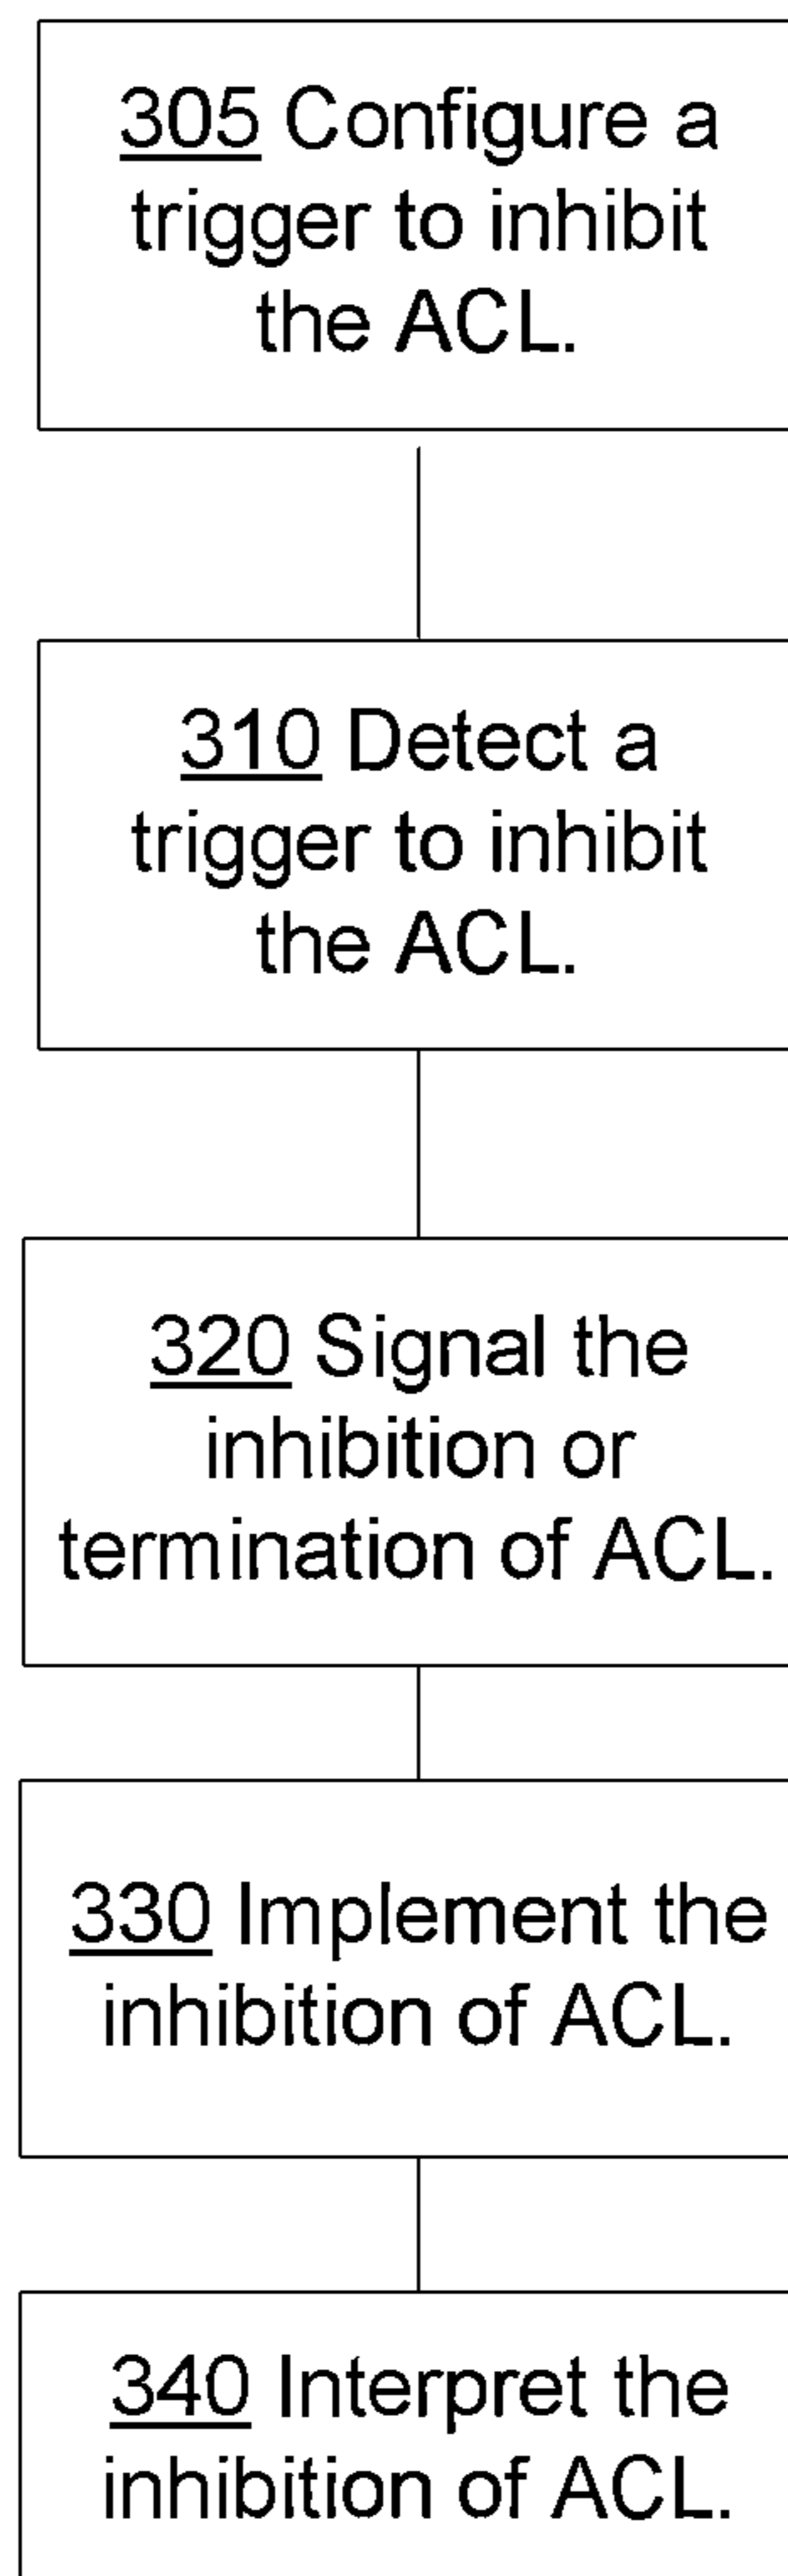 305 Configure a
trigger to inhibit
the ACL.
310 Detect a
trigger to inhibit
the ACL.
320 Signal the
inhibition or
termination of ACL.
330 Implement the
inhibition of ACL.
340 Interpret the
inhibition of ACL.